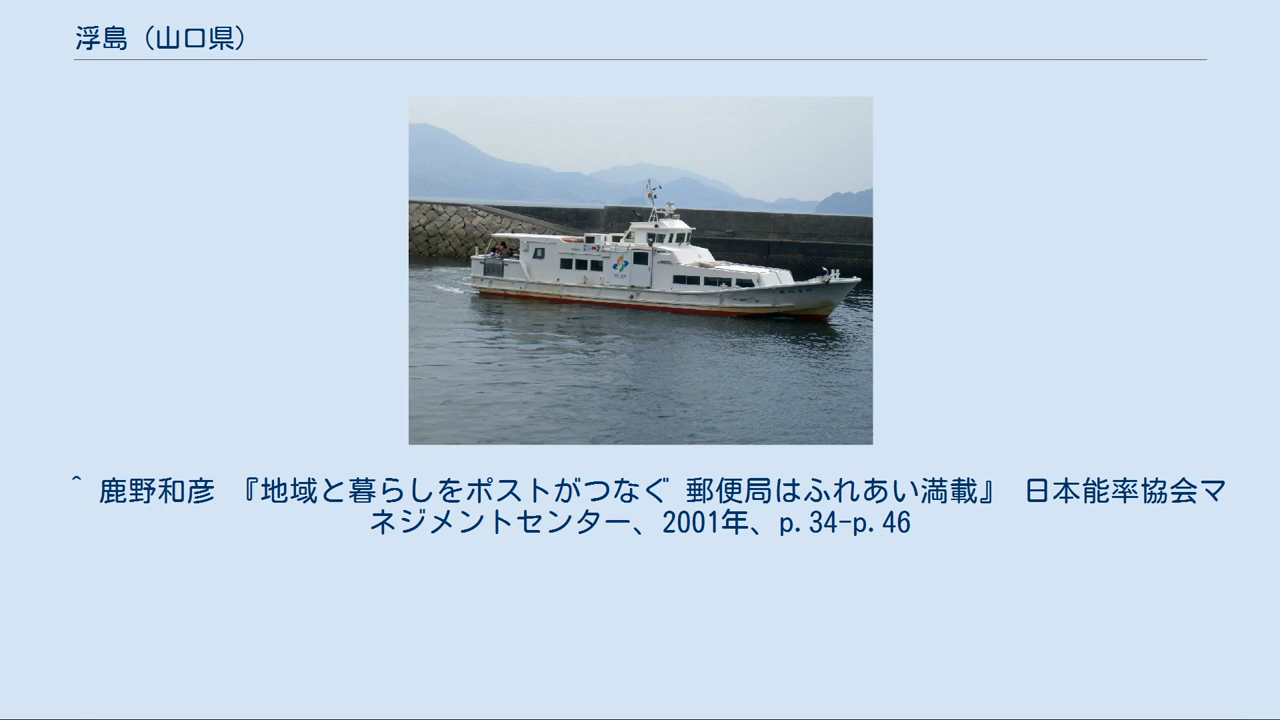 浮島（山口県）
^ 鹿野和彦 『地域と暮らしをポストがつなぐ 郵便局はふれあい満載』 日本能率協会マ
ネジメントセンター、2001年、p.34-p.46